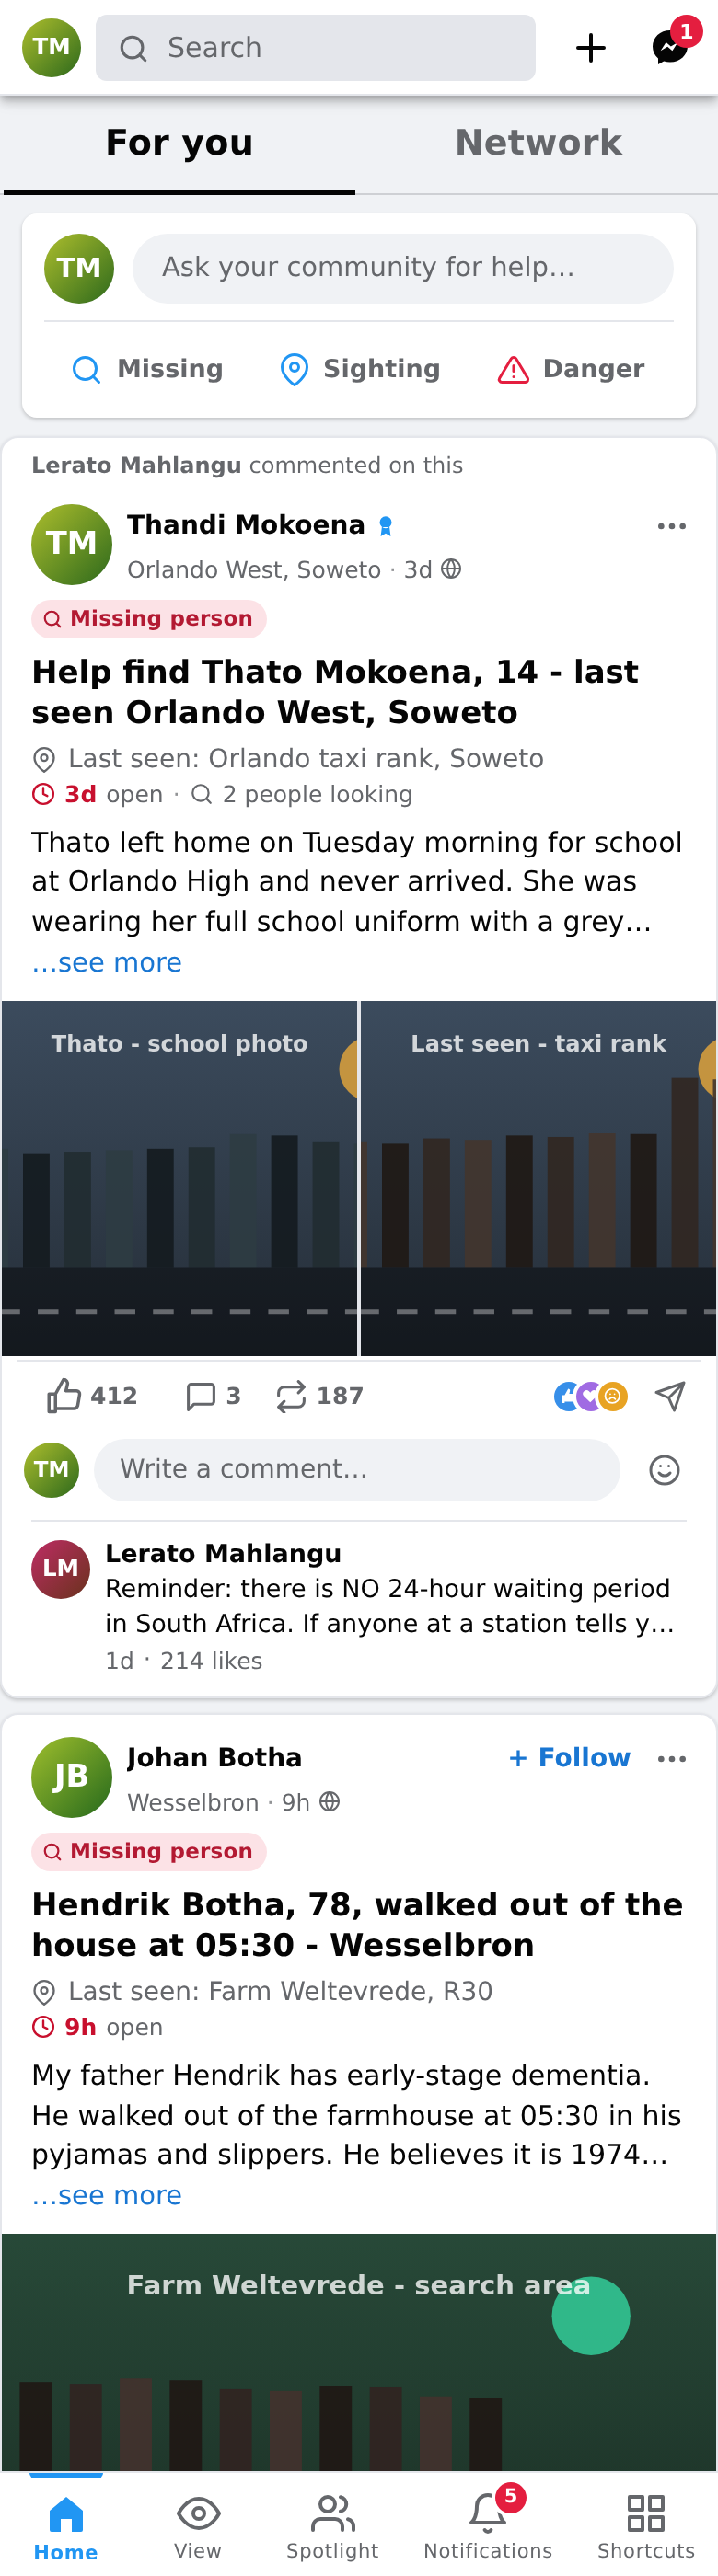 TM
Search
1
For you
Network
TM
Ask your community for help...
Missing
Sighting
Danger
Lerato Mahlangu commented on this
TM
Thandi Mokoena
Orlando West, Soweto · 3d
Missing person
Help find Thato Mokoena, 14 - last
seen Orlando West, Soweto
Last seen: Orlando taxi rank, Soweto
3d open · 2 people looking
Thato left home on Tuesday morning for school
at Orlando High and never arrived. She was
wearing her full school uniform with a grey...
...see more
Thato - school photo
Last seen - taxi rank
412
3
187
TM
Write a comment...
LM
Lerato Mahlangu
Reminder: there is NO 24-hour waiting period
in South Africa. If anyone at a station tells y...
1d · 214 likes
JB
Johan Botha
+ Follow
Wesselbron · 9h
Missing person
Hendrik Botha, 78, walked out of the
house at 05:30 - Wesselbron
Last seen: Farm Weltevrede, R30
9h open
My father Hendrik has early-stage dementia.
He walked out of the farmhouse at 05:30 in his
pyjamas and slippers. He believes it is 1974...
...see more
Farm Weltevrede - search area
Home
View
Spotlight
5
Notifications
Shortcuts